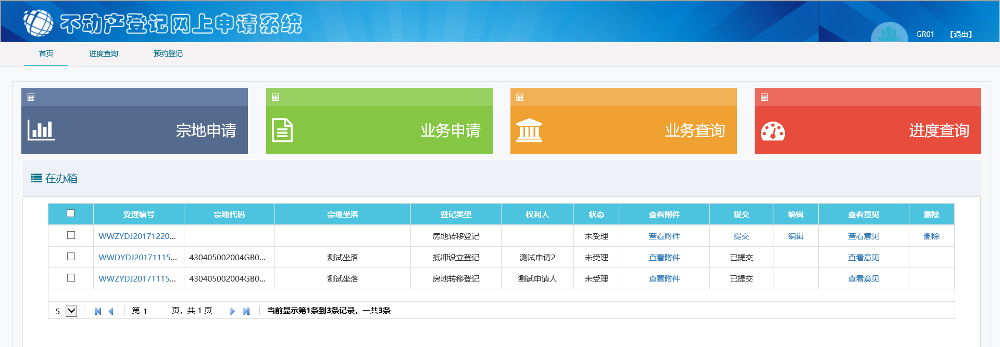 不动产登记网上申请系统
GR01 【退出】
首页 进度查询 预约登记
宗地申请 业务申请 业务查询 进度查询
在办箱
受理编号 宗地代码 宗地坐落 登记类型 权利人 状态 查看附件 提交 编辑 查看意见 删除
WWZYDJ20171220... 房地转移登记 未受理 查看附件 提交 编辑 查看意见 删除
WWDYDJ20171115... 430405002004GB0... 测试坐落 抵押设立登记 测试申请2 未受理 查看附件 已提交 查看意见
WWZYDJ20171115... 430405002004GB0... 测试坐落 房地转移登记 测试申请人 未受理 查看附件 已提交 查看意见
5 第 1 页，共 1 页 当前显示第1条到3条记录，一共3条